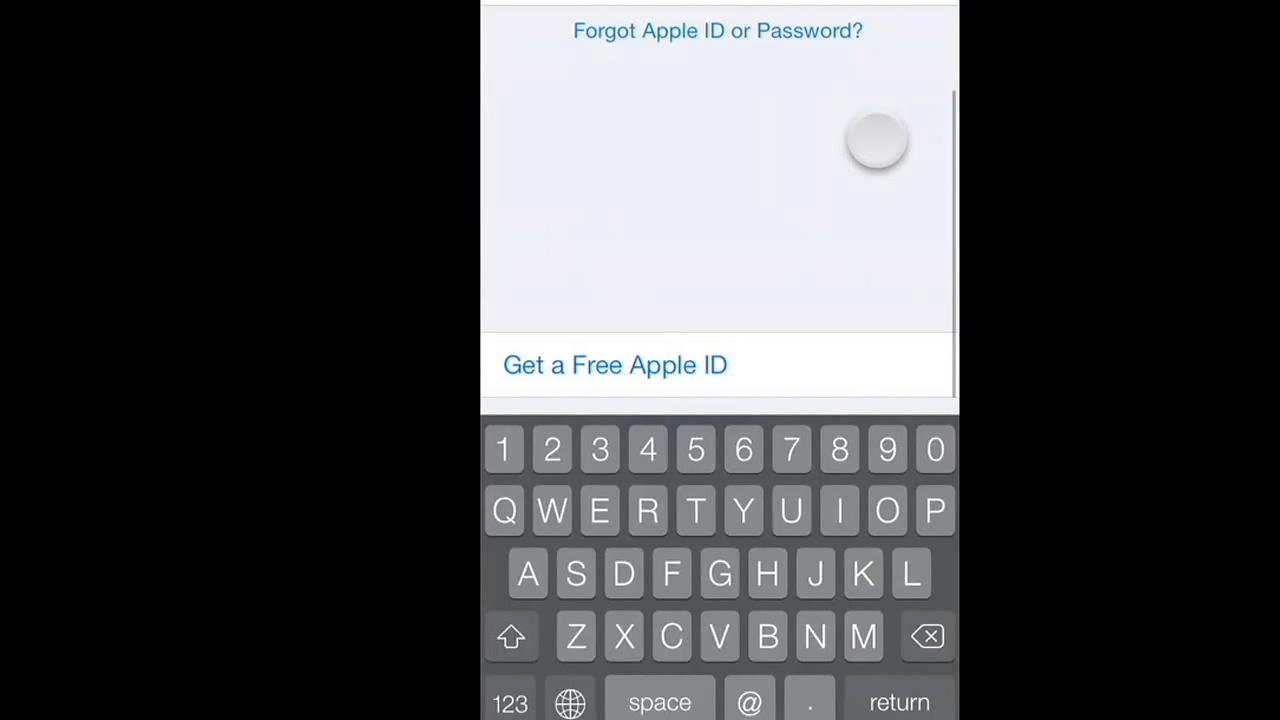 Forgot Apple ID or Password?
Get a Free Apple ID
1 2 3 4 5 6 7 8 9 0
Q W E R T Y U I O P
A S D F G H J K L
Z X C V B N M
123 space @ . return